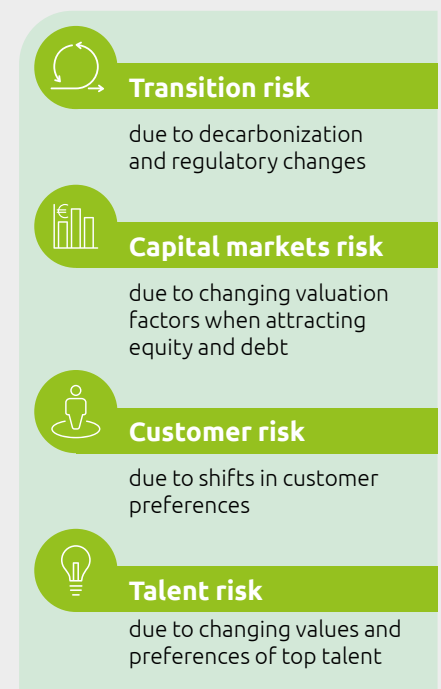 Transition risk
due to decarbonization
and regulatory changes
€
Capital markets risk
due to changing valuation
factors when attracting
equity and debt
Customer risk
due to shifts in customer
preferences
Talent risk
due to changing values and
preferences of top talent